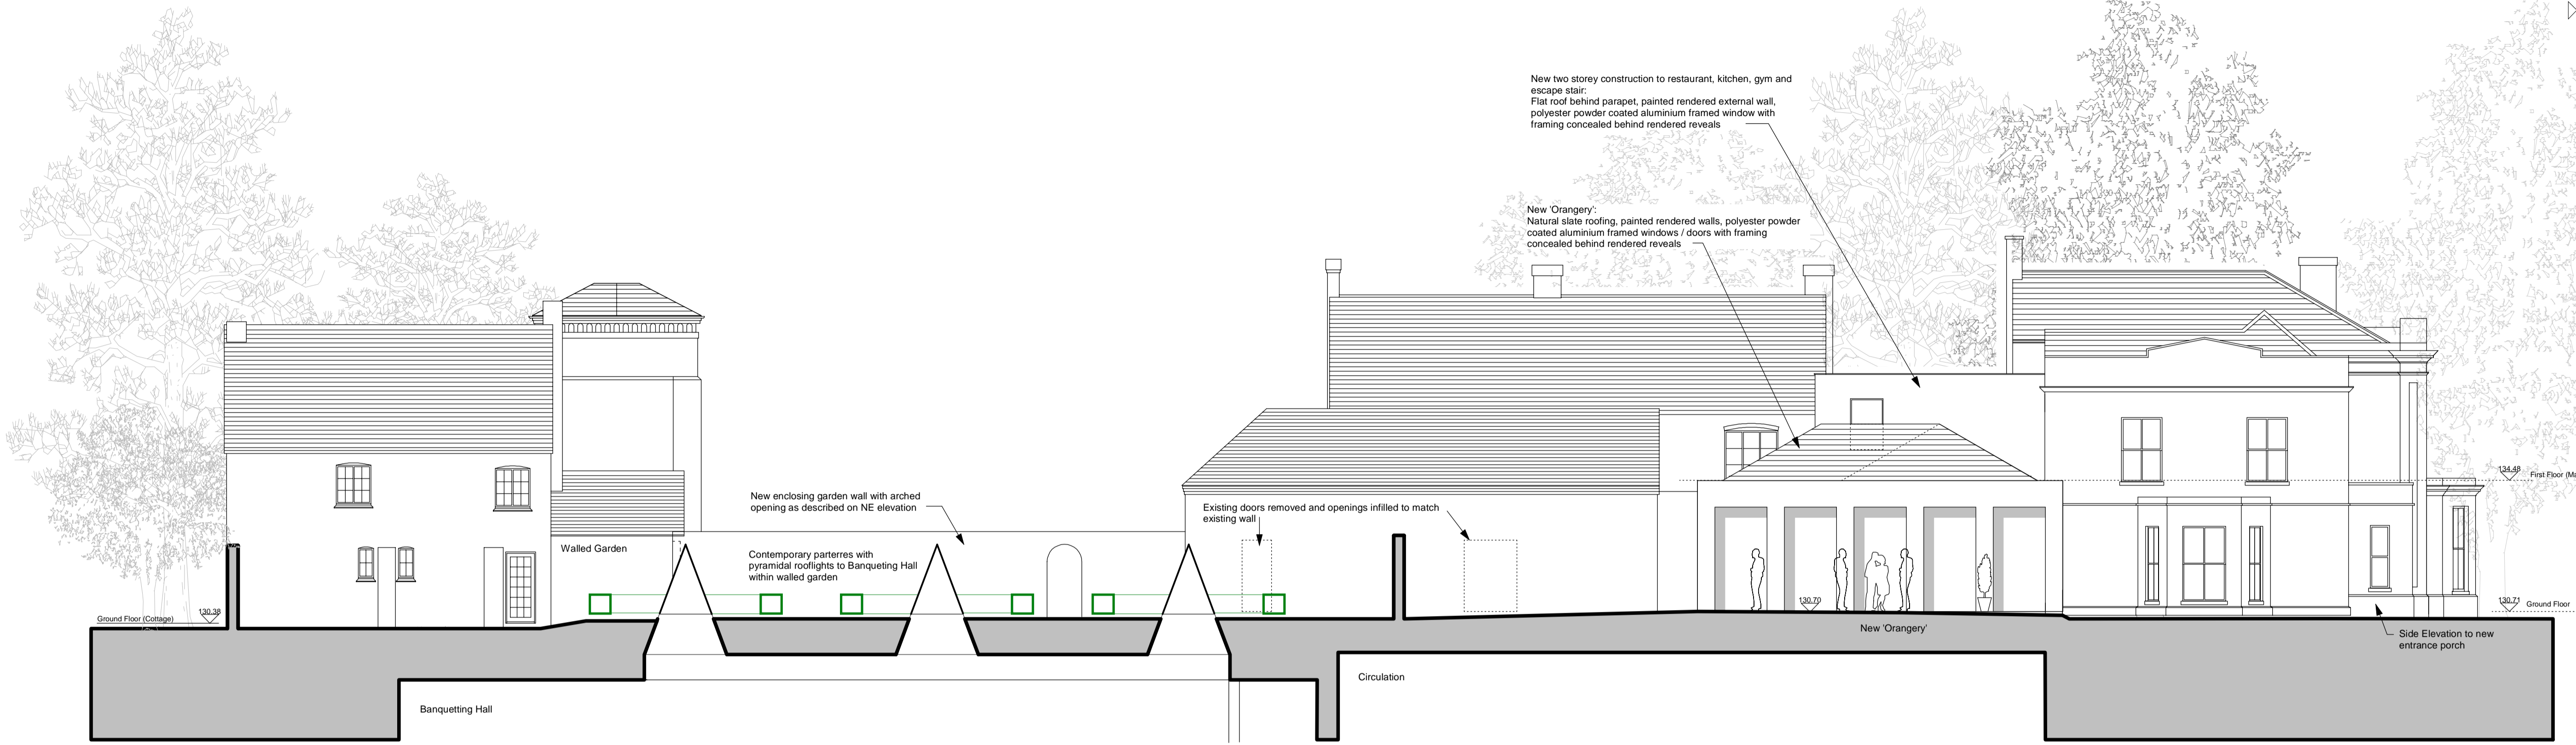 New two storey construction to restaurant, kitchen, gym and
escape stair:
Flat roof behind parapet, painted rendered external wall,
polyester powder coated aluminium framed window with
framing concealed behind rendered reveals
New 'Orangery':
Natural slate roofing, painted rendered walls, polyester powder
coated aluminium framed windows / doors with framing
concealed behind rendered reveals
134.48
First Floor (Ma
New enclosing garden wall with arched
opening as described on NE elevation
Existing doors removed and openings infilled to match
existing wall
Walled Garden
Contemporary parterres with
pyramidal rooflights to Banqueting Hall
within walled garden
130.38
Ground Floor (Cottage)
130.70
130.71
Ground Floor
New 'Orangery'
Side Elevation to new
entrance porch
Circulation
Banquetting Hall